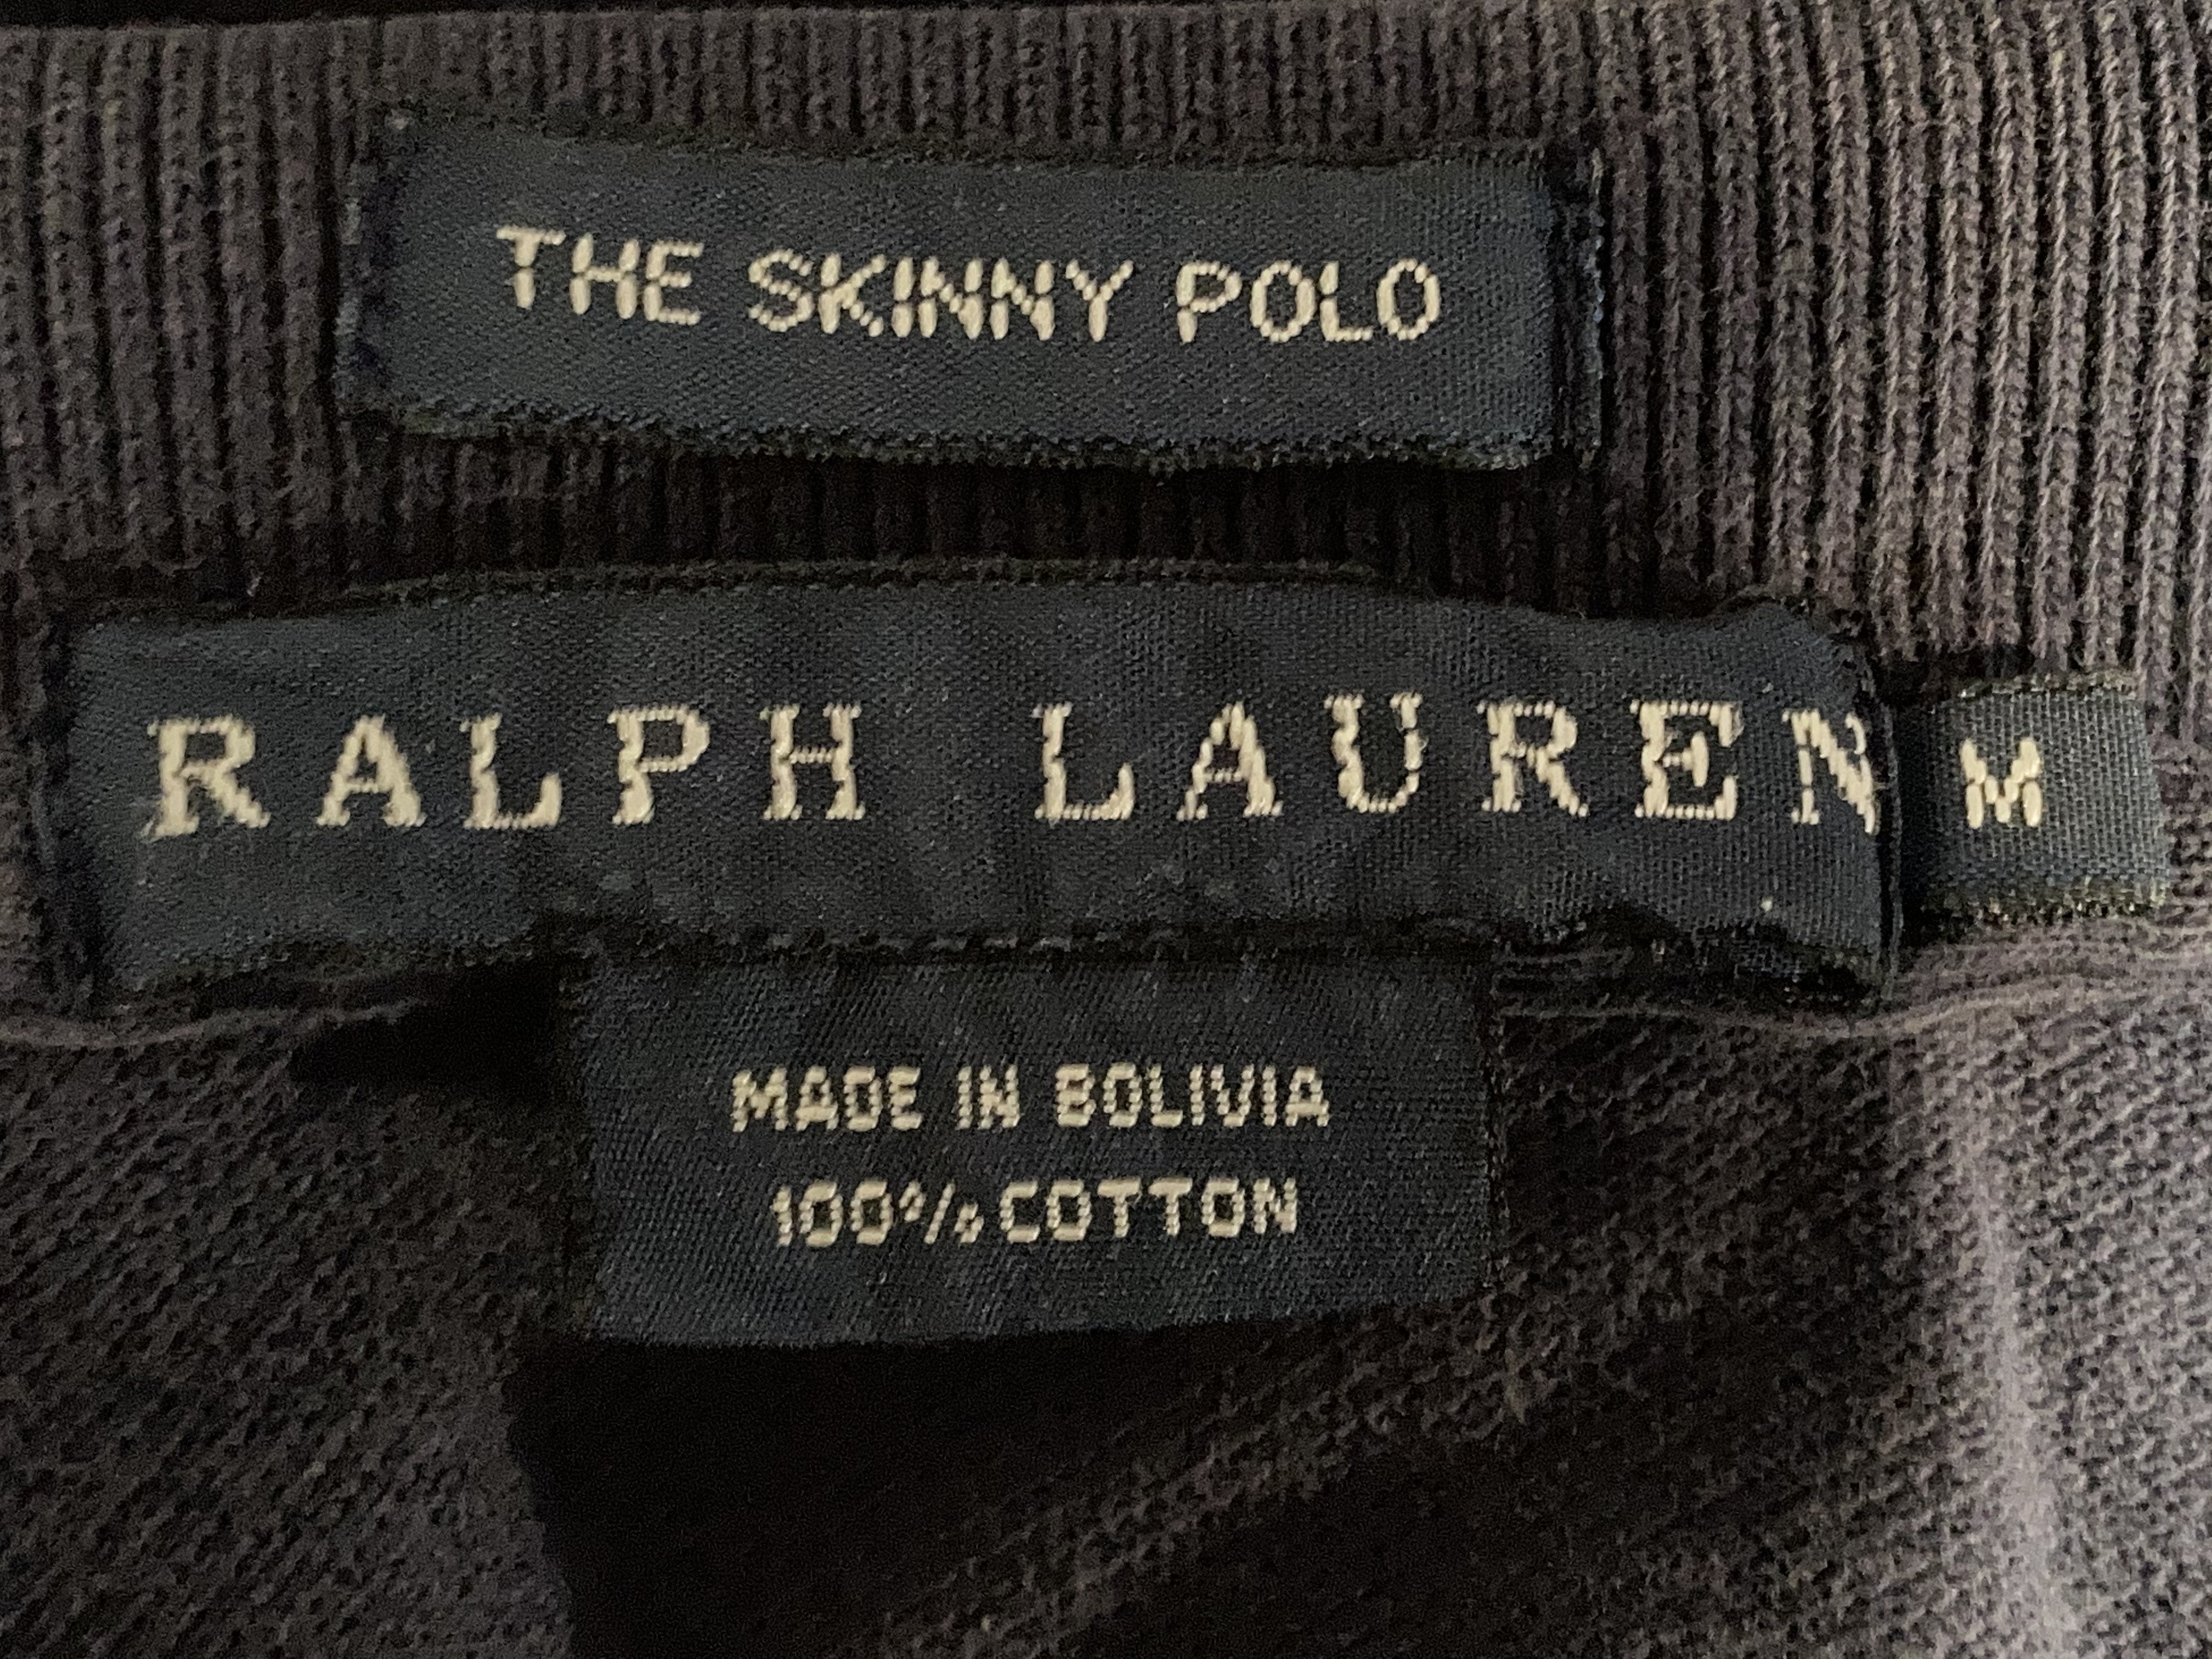 THE SKINNY POLO
RALPH LAUREN
M
MADE IN BOLIVIA
100% COTTON